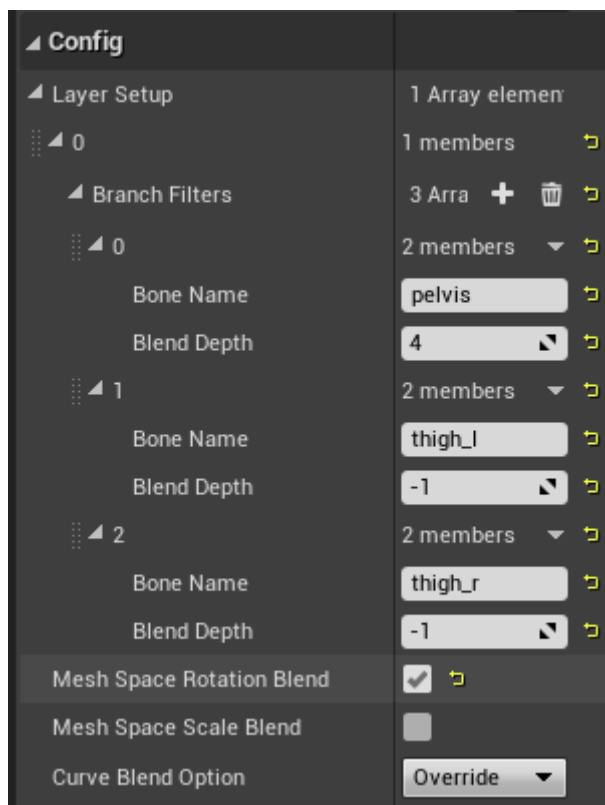 Config
Layer Setup 1 Array elemen
0 1 members
Branch Filters 3 Arra
0 2 members
Bone Name pelvis
Blend Depth 4
1 2 members
Bone Name thigh_l
Blend Depth -1
2 2 members
Bone Name thigh_r
Blend Depth -1
Mesh Space Rotation Blend
Mesh Space Scale Blend
Curve Blend Option Override